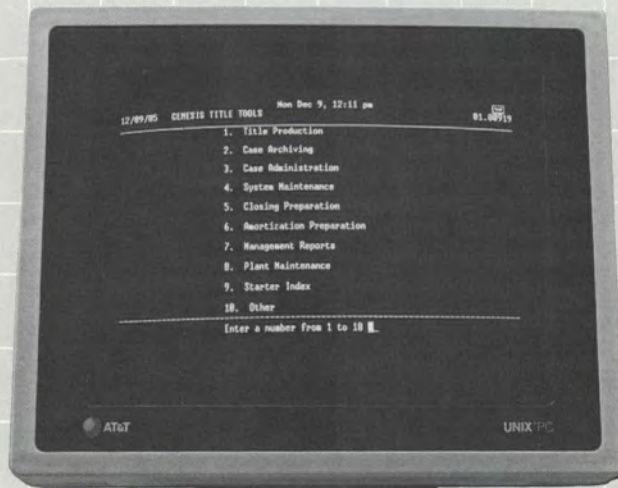 Mon Dec 9, 12:11 pm
12/09/85 GENESIS TITLE TOOLS
1. Title Production
2. Case Archiving
3. Case Administration
4. System Maintenance
5. Closing Preparation
6. Amortization Preparation
7. Management Reports
8. Plant Maintenance
9. Starter Index
10. Other
Enter a number from 1 to 10
AT&T
UNIX PC